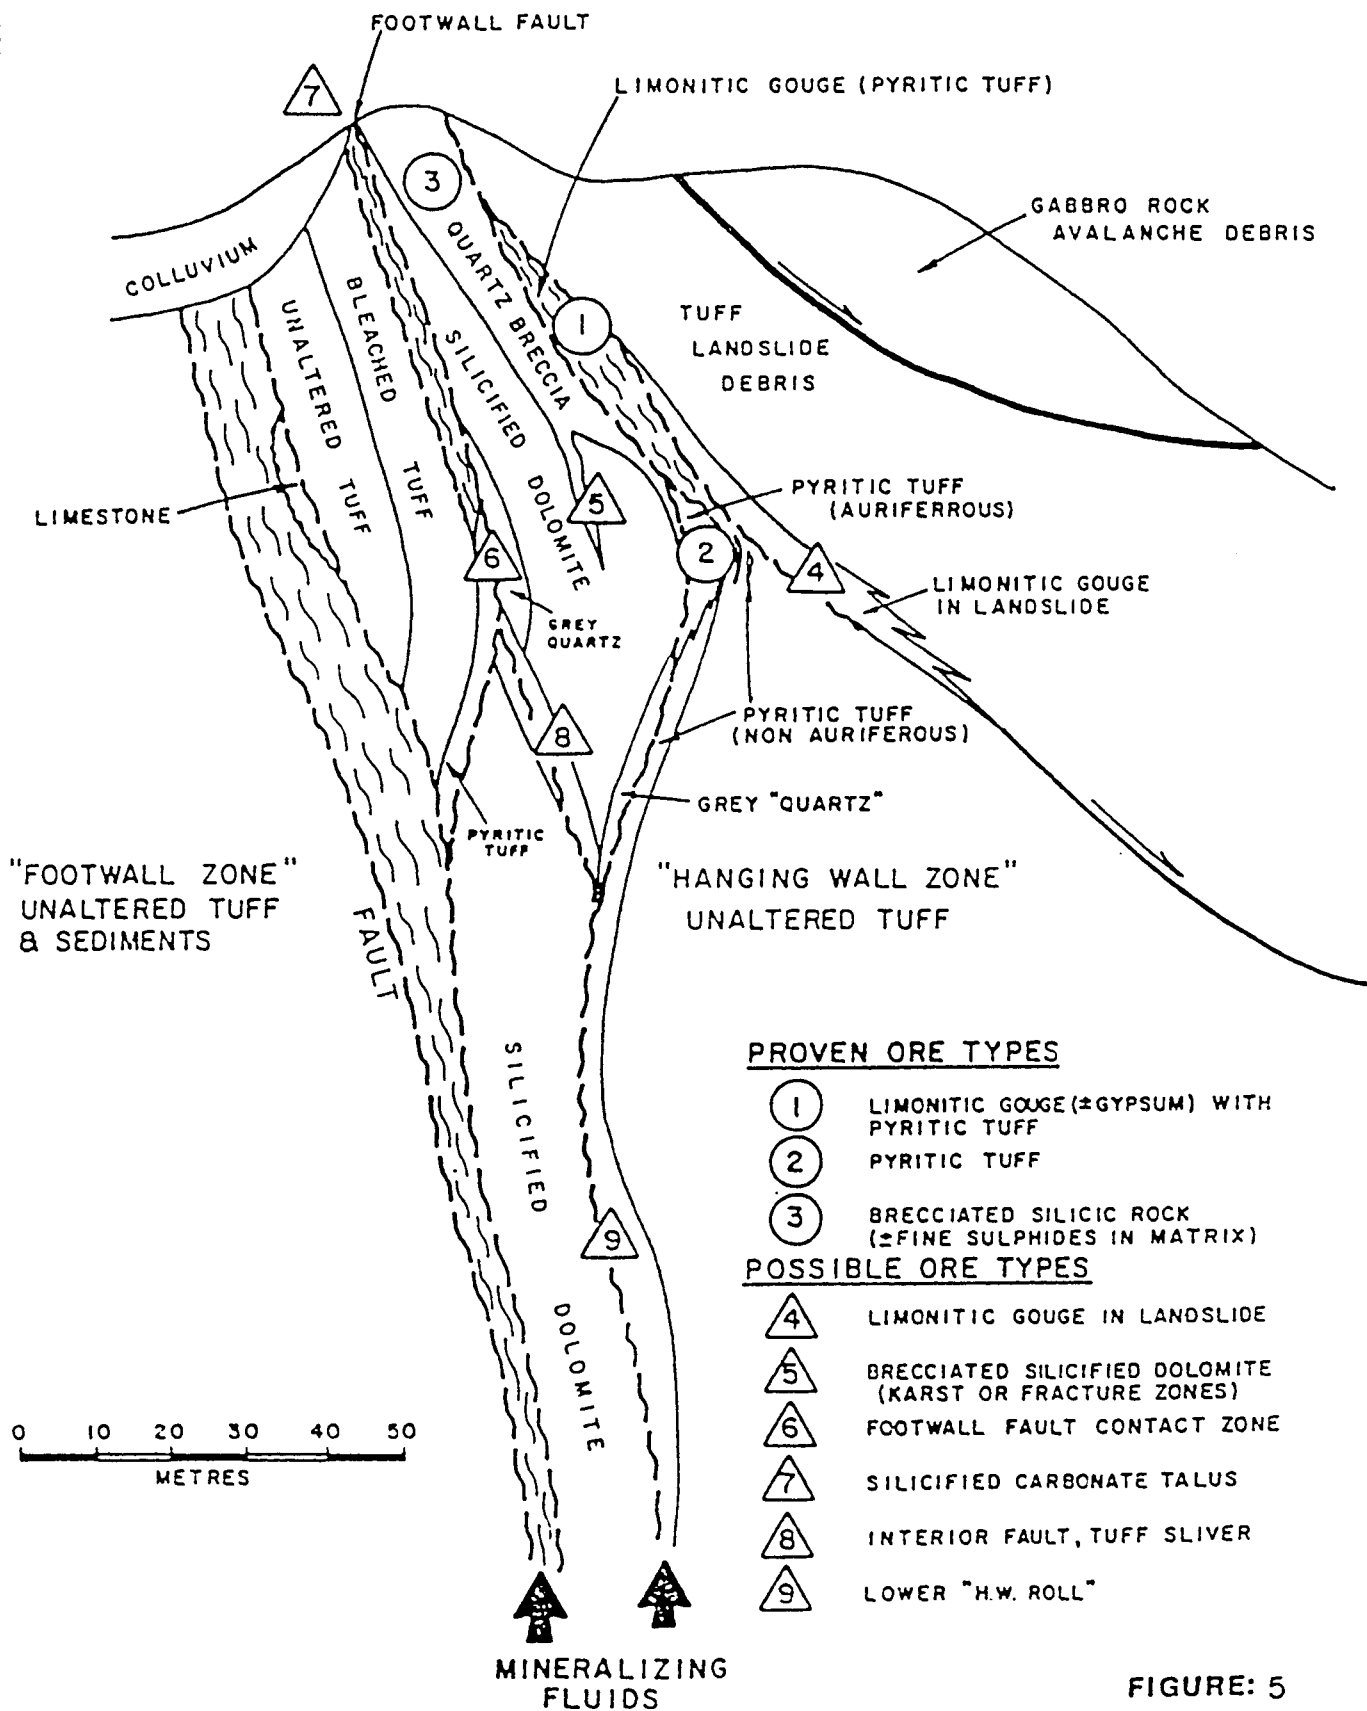 FOOTWALL FAULT
7
LIMONITIC GOUGE (PYRITIC TUFF)
3
GABBRO ROCK
AVALANCHE DEBRIS
COLLUVIUM
QUARTZ BRECCIA
UNALTERED TUFF
BLEACHED TUFF
SILICIFIED DOLOMITE
1
TUFF
LANDSLIDE
DEBRIS
LIMESTONE
5
PYRITIC TUFF
(AURIFERROUS)
6
2
4
LIMONITIC GOUGE
IN LANDSLIDE
GREY
QUARTZ
8
PYRITIC TUFF
(NON AURIFEROUS)
GREY "QUARTZ"
PYRITIC
TUFF
"FOOTWALL ZONE"
UNALTERED TUFF
& SEDIMENTS
FAULT
"HANGING WALL ZONE"
UNALTERED TUFF
SILICIFIED DOLOMITE
9
PROVEN ORE TYPES
1 LIMONITIC GOUGE (±GYPSUM) WITH
PYRITIC TUFF
2 PYRITIC TUFF
3 BRECCIATED SILICIC ROCK
(±FINE SULPHIDES IN MATRIX)
POSSIBLE ORE TYPES
4 LIMONITIC GOUGE IN LANDSLIDE
5 BRECCIATED SILICIFIED DOLOMITE
(KARST OR FRACTURE ZONES)
6 FOOTWALL FAULT CONTACT ZONE
7 SILICIFIED CARBONATE TALUS
8 INTERIOR FAULT, TUFF SLIVER
9 LOWER "H.W. ROLL"
0 10 20 30 40 50
METRES
MINERALIZING
FLUIDS
FIGURE: 5